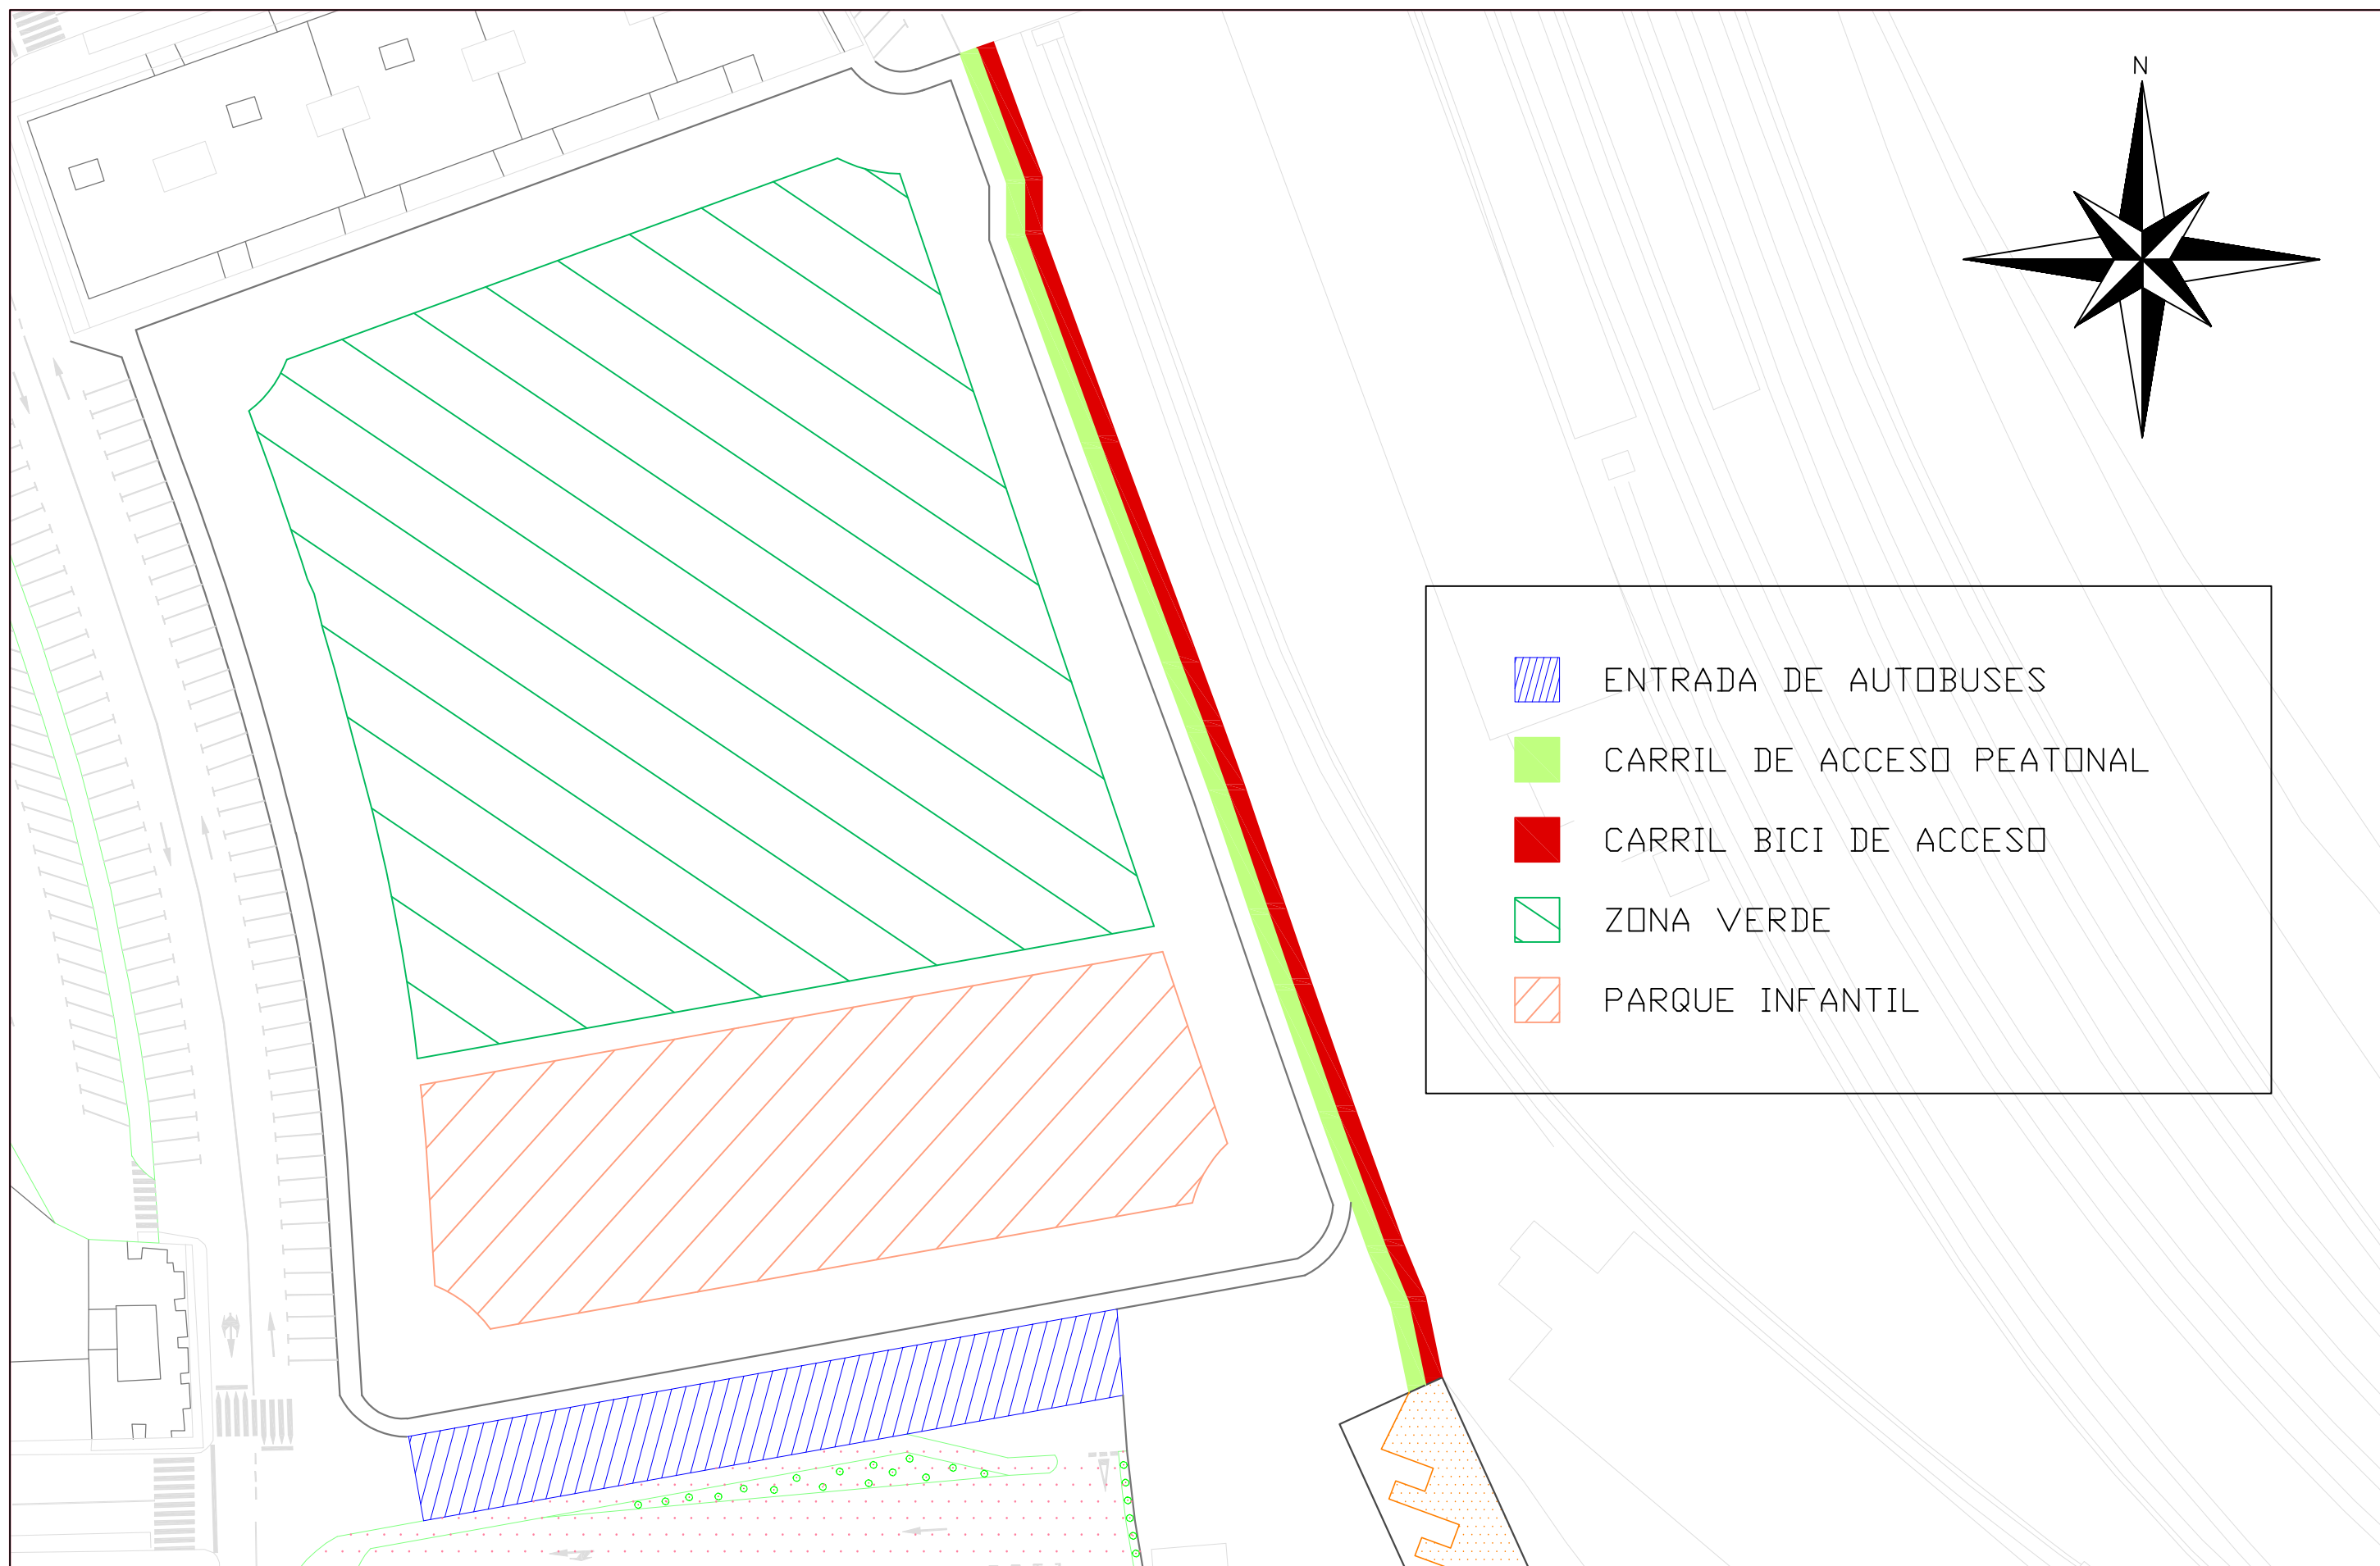 N
ENTRADA DE AUTOBUSES
CARRIL DE ACCESO PEATONAL
CARRIL BICI DE ACCESO
ZONA VERDE
PARQUE INFANTIL